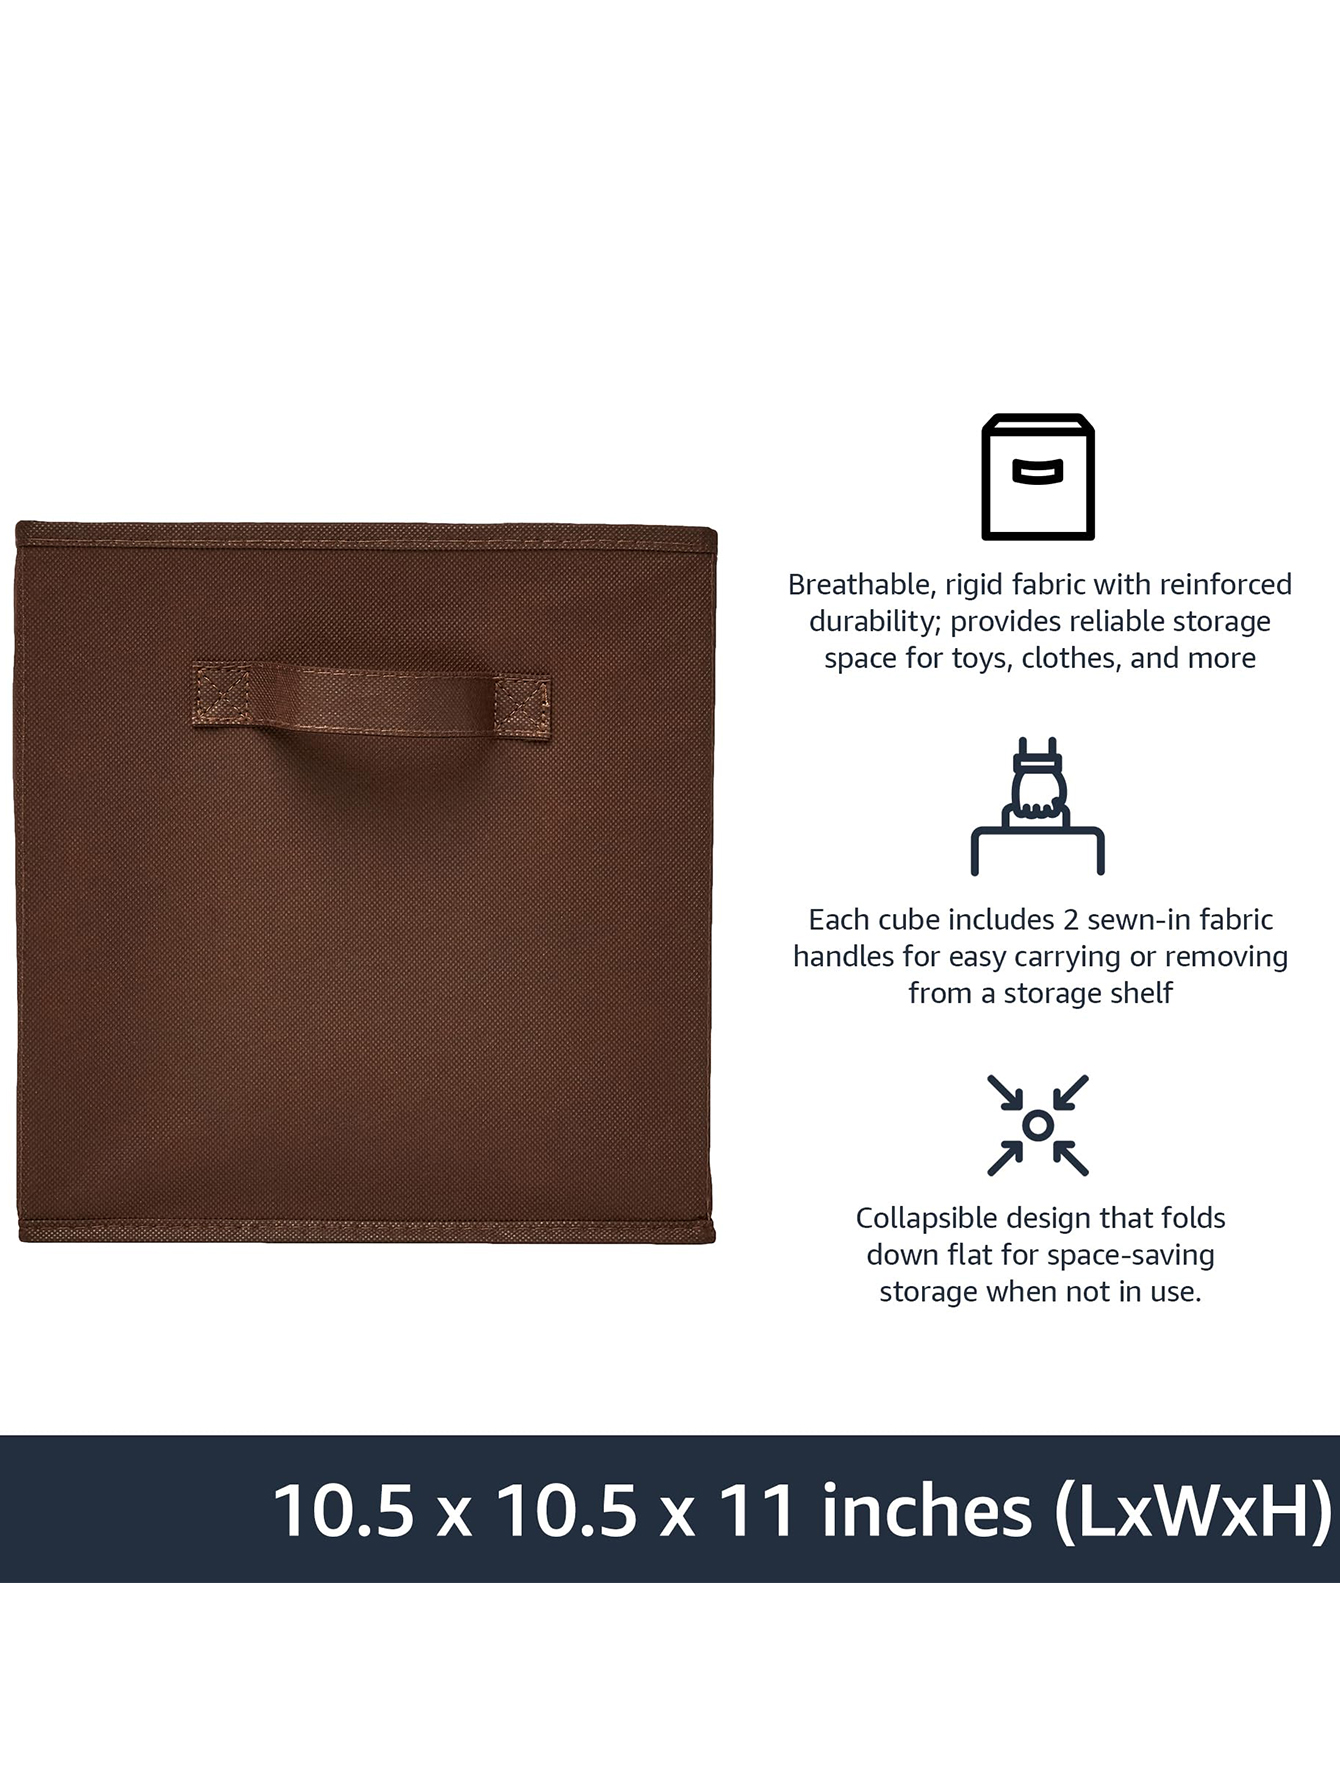 Breathable, rigid fabric with reinforced
durability; provides reliable storage
space for toys, clothes, and more
Each cube includes 2 sewn-in fabric
handles for easy carrying or removing
from a storage shelf
Collapsible design that folds
down flat for space-saving
storage when not in use.
10.5 x 10.5 x 11 inches (LxWxH)